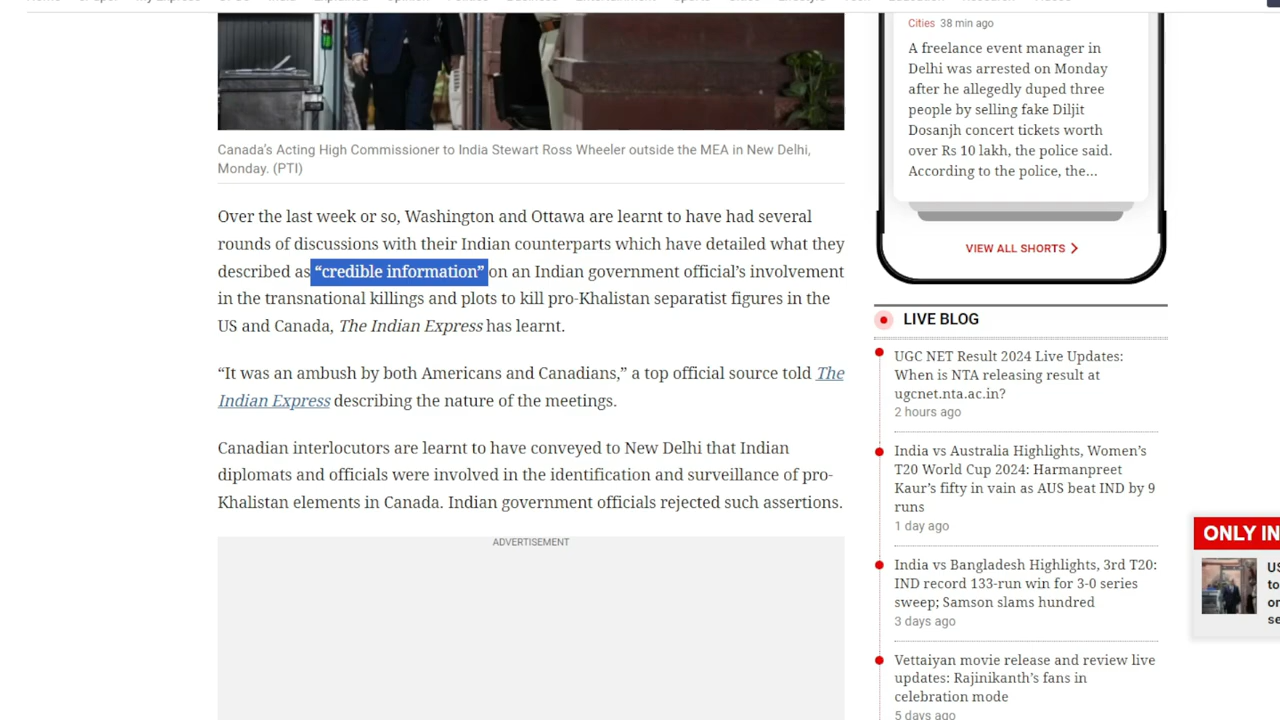 Canada's Acting High Commissioner to India Stewart Ross Wheeler outside the MEA in New Delhi,
Monday. (PTI)
Over the last week or so, Washington and Ottawa are learnt to have had several
rounds of discussions with their Indian counterparts which have detailed what they
described as “credible information” on an Indian government official’s involvement
in the transnational killings and plots to kill pro-Khalistan separatist figures in the
US and Canada, The Indian Express has learnt.
“It was an ambush by both Americans and Canadians,” a top official source told The
Indian Express describing the nature of the meetings.
Canadian interlocutors are learnt to have conveyed to New Delhi that Indian
diplomats and officials were involved in the identification and surveillance of pro-
Khalistan elements in Canada. Indian government officials rejected such assertions.
ADVERTISEMENT
Cities 38 min ago
A freelance event manager in
Delhi was arrested on Monday
after he allegedly duped three
people by selling fake Diljit
Dosanjh concert tickets worth
over Rs 10 lakh, the police said.
According to the police, the...
VIEW ALL SHORTS
LIVE BLOG
UGC NET Result 2024 Live Updates:
When is NTA releasing result at
ugcnet.nta.ac.in?
2 hours ago
India vs Australia Highlights, Women’s
T20 World Cup 2024: Harmanpreet
Kaur’s fifty in vain as AUS beat IND by 9
runs
1 day ago
India vs Bangladesh Highlights, 3rd T20:
IND record 133-run win for 3-0 series
sweep; Samson slams hundred
3 days ago
Vettaiyan movie release and review live
updates: Rajinikanth’s fans in
celebration mode
5 days ago
ONLY IN
US
to
on
se